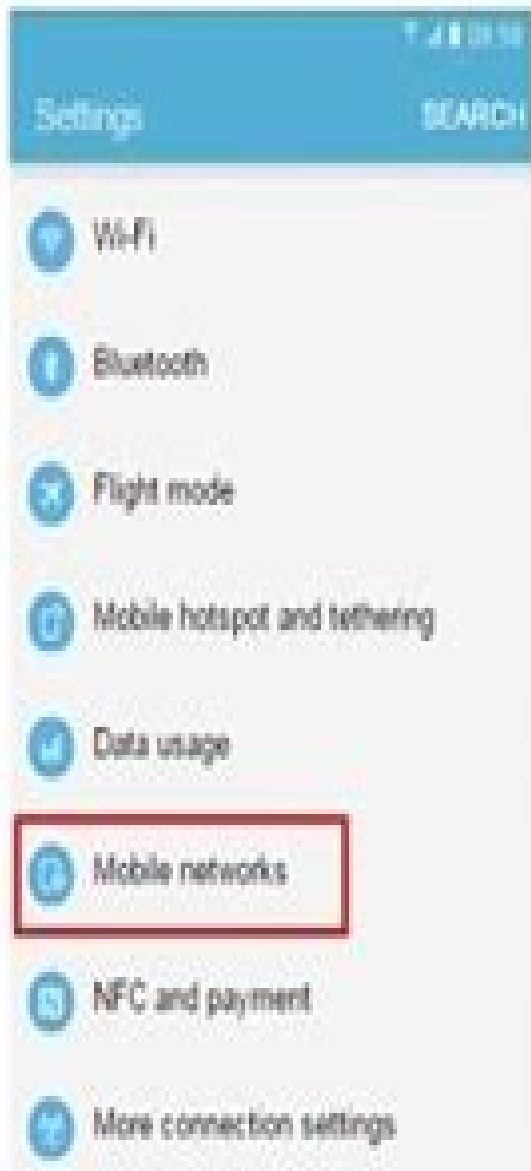 Settings
SEARCH
Wi-Fi
Bluetooth
Flight mode
Mobile hotspot and tethering
Data usage
Mobile networks
NFC and payment
More connection settings